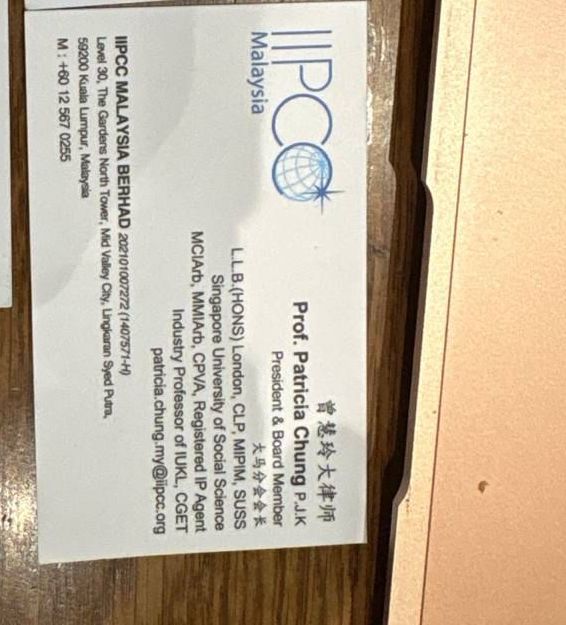 IIPCC
Malaysia
曾慧玲大律师
Prof. Patricia Chung P.J.K
President & Board Member
大马分会会长
L.L.B.(HONS) London, CLP, MIPIM, SUSS
Singapore University of Social Science
MCIArb, MMIArb, CPVA, Registered IP Agent
Industry Professor of IUKL, CGET
patricia.chung.my@iipcc.org
IIPCC MALAYSIA BERHAD 202101007272 (1407571-H)
Level 30, The Gardens North Tower, Mid Valley City, Lingkaran Syed Putra,
59200 Kuala Lumpur, Malaysia
M : +60 12 567 0255